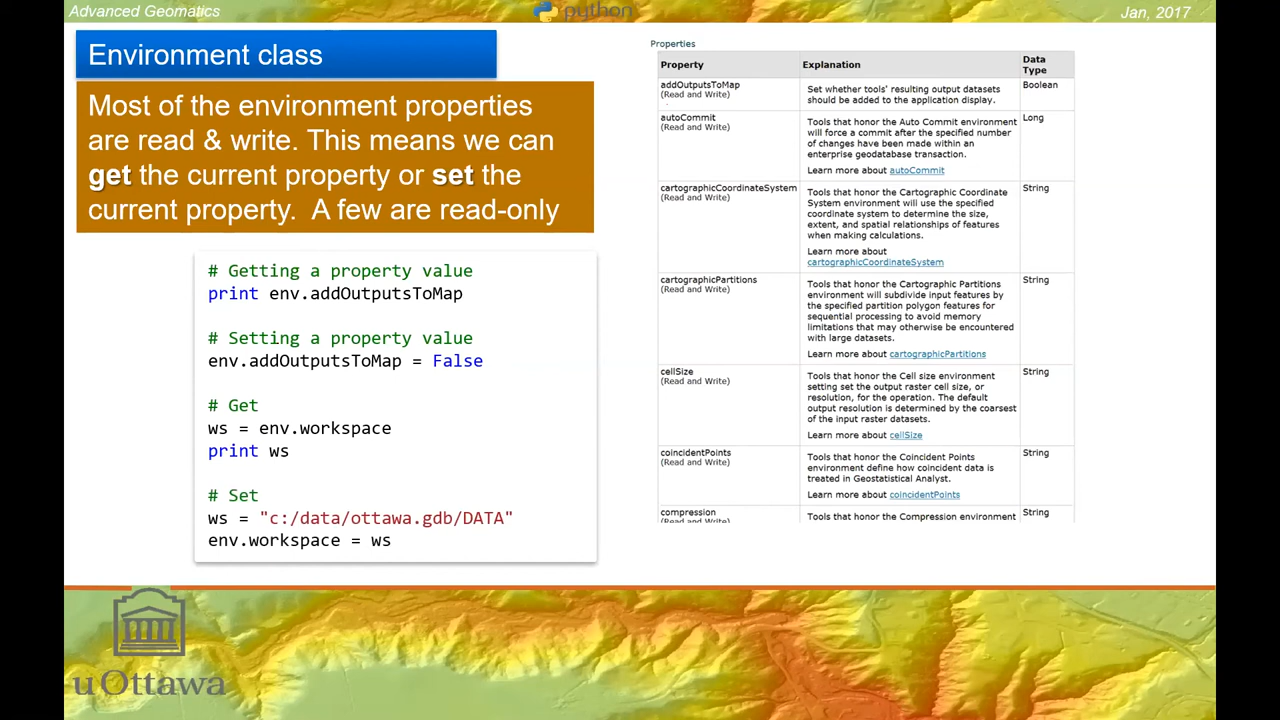 Advanced Geomatics
python
Jan, 2017
Environment class
Most of the environment properties
are read & write. This means we can
get the current property or set the
current property. A few are read-only
# Getting a property value
print env.addOutputsToMap
# Setting a property value
env.addOutputsToMap = False
# Get
ws = env.workspace
print ws
# Set
ws = "c:/data/ottawa.gdb/DATA"
env.workspace = ws
Properties
Property
Explanation
Data
Type
addOutputsToMap
(Read and Write)
Set whether tools' resulting output datasets
should be added to the application display.
Boolean
autoCommit
(Read and Write)
Tools that honor the Auto Commit environment
will force a commit after the specified number
of changes have been made within an
enterprise geodatabase transaction.
Learn more about autoCommit
Long
cartographicCoordinateSystem
(Read and Write)
Tools that honor the Cartographic Coordinate
System environment will use the specified
coordinate system to determine the size,
extent, and spatial relationships of features
when making calculations.
Learn more about
cartographicCoordinateSystem
String
cartographicPartitions
(Read and Write)
Tools that honor the Cartographic Partitions
environment will subdivide input features by
the specified partition polygon features for
sequential processing to avoid memory
limitations that may otherwise be encountered
with large datasets.
Learn more about cartographicPartitions
String
cellSize
(Read and Write)
Tools that honor the Cell size environment
setting set the output raster cell size, or
resolution, for the operation. The default
output resolution is determined by the coarsest
of the input raster datasets.
Learn more about cellSize
String
coincidentPoints
(Read and Write)
Tools that honor the Coincident Points
environment define how coincident data is
treated in Geostatistical Analyst.
Learn more about coincidentPoints
String
compression
(Read and Write)
Tools that honor the Compression environment
String
uOttawa